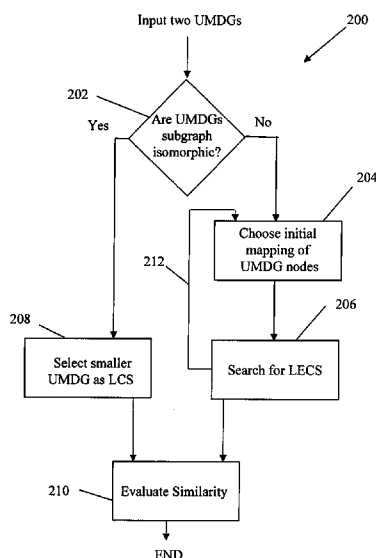 Input two UMDGs
200
202
Are UMDGs
subgraph
isomorphic?
Yes
No
204
Choose initial
mapping of
UMDG nodes
212
208
206
Select smaller
UMDG as LCS
Search for LECS
210
Evaluate Similarity
END